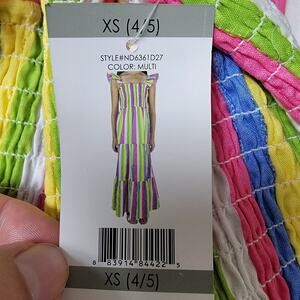 XS (4/5)
STYLE#ND6361D27
COLOR: MULTI
8 83914 84422 5
XS (4/5)